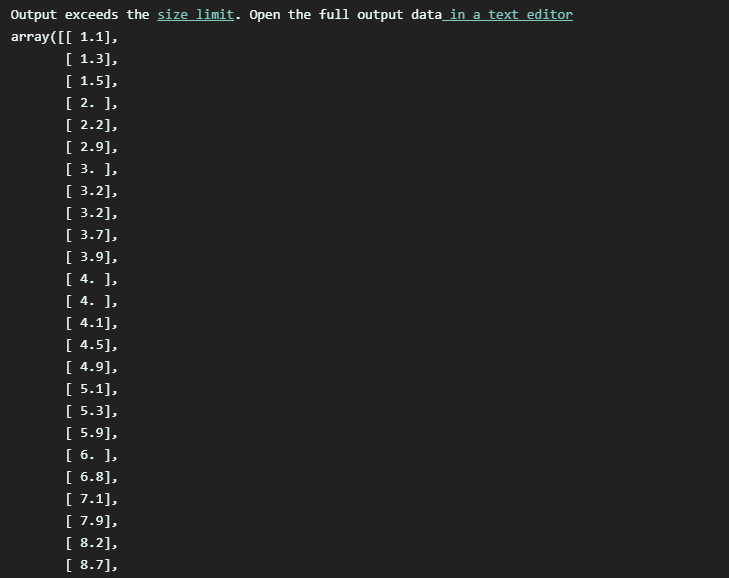 Output exceeds the size limit. Open the full output data in a text editor
array([[ 1.1],
       [ 1.3],
       [ 1.5],
       [ 2. ],
       [ 2.2],
       [ 2.9],
       [ 3. ],
       [ 3.2],
       [ 3.2],
       [ 3.7],
       [ 3.9],
       [ 4. ],
       [ 4. ],
       [ 4.1],
       [ 4.5],
       [ 4.9],
       [ 5.1],
       [ 5.3],
       [ 5.9],
       [ 6. ],
       [ 6.8],
       [ 7.1],
       [ 7.9],
       [ 8.2],
       [ 8.7],